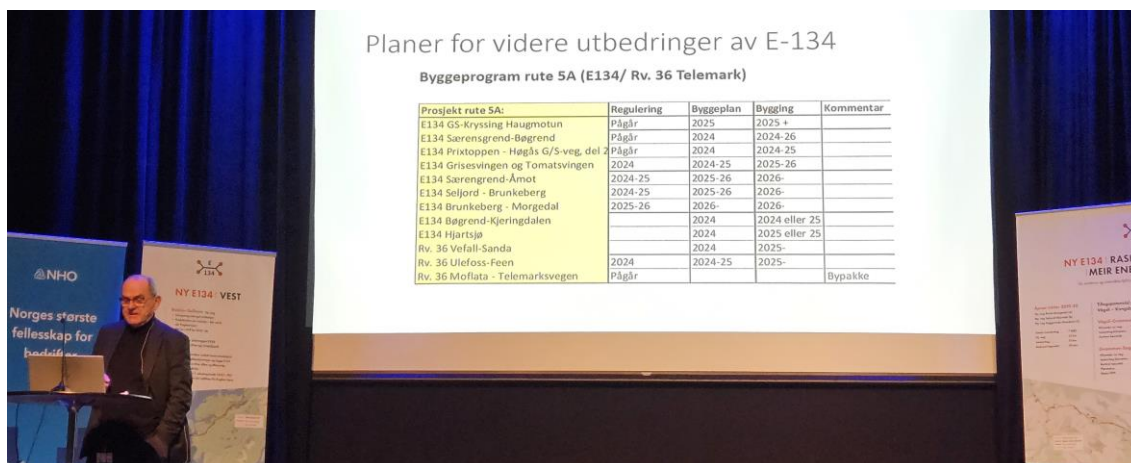 Planer for videre utbedringer av E-134
Byggeprogram rute 5A (E134/ Rv. 36 Telemark)
Prosjekt rute 5A: Regulering Byggeplan Bygging Kommentar
E134 GS-Kryssing Haugmotun Pågår 2025 2025 +
E134 Særensgrend-Bøgrend Pågår 2024 2024-26
E134 Prixtoppen - Høgås G/S-veg, del 2 Pågår 2024 2024-25
E134 Grisesvingen og Tomatsvingen 2024 2024-25 2025-26
E134 Særengrend-Åmot 2024-25 2025-26 2026-
E134 Seljord - Brunkeberg 2024-25 2025-26 2026-
E134 Brunkeberg - Morgedal 2025-26 2026- 2026-
E134 Bøgrend-Kjeringdalen 2024 2024 eller 25
E134 Hjartsjø 2024 2025 eller 25
Rv. 36 Vefall-Sanda 2024 2025-
Rv. 36 Ulefoss-Feen 2024 2024-25 2025-
Rv. 36 Moflata - Telemarksvegen Pågår Bypakke
NHO
Norges største
fellesskap for
bedrifter
E
134
NY E134 VEST
NY E134 RAS
MEIR ENE